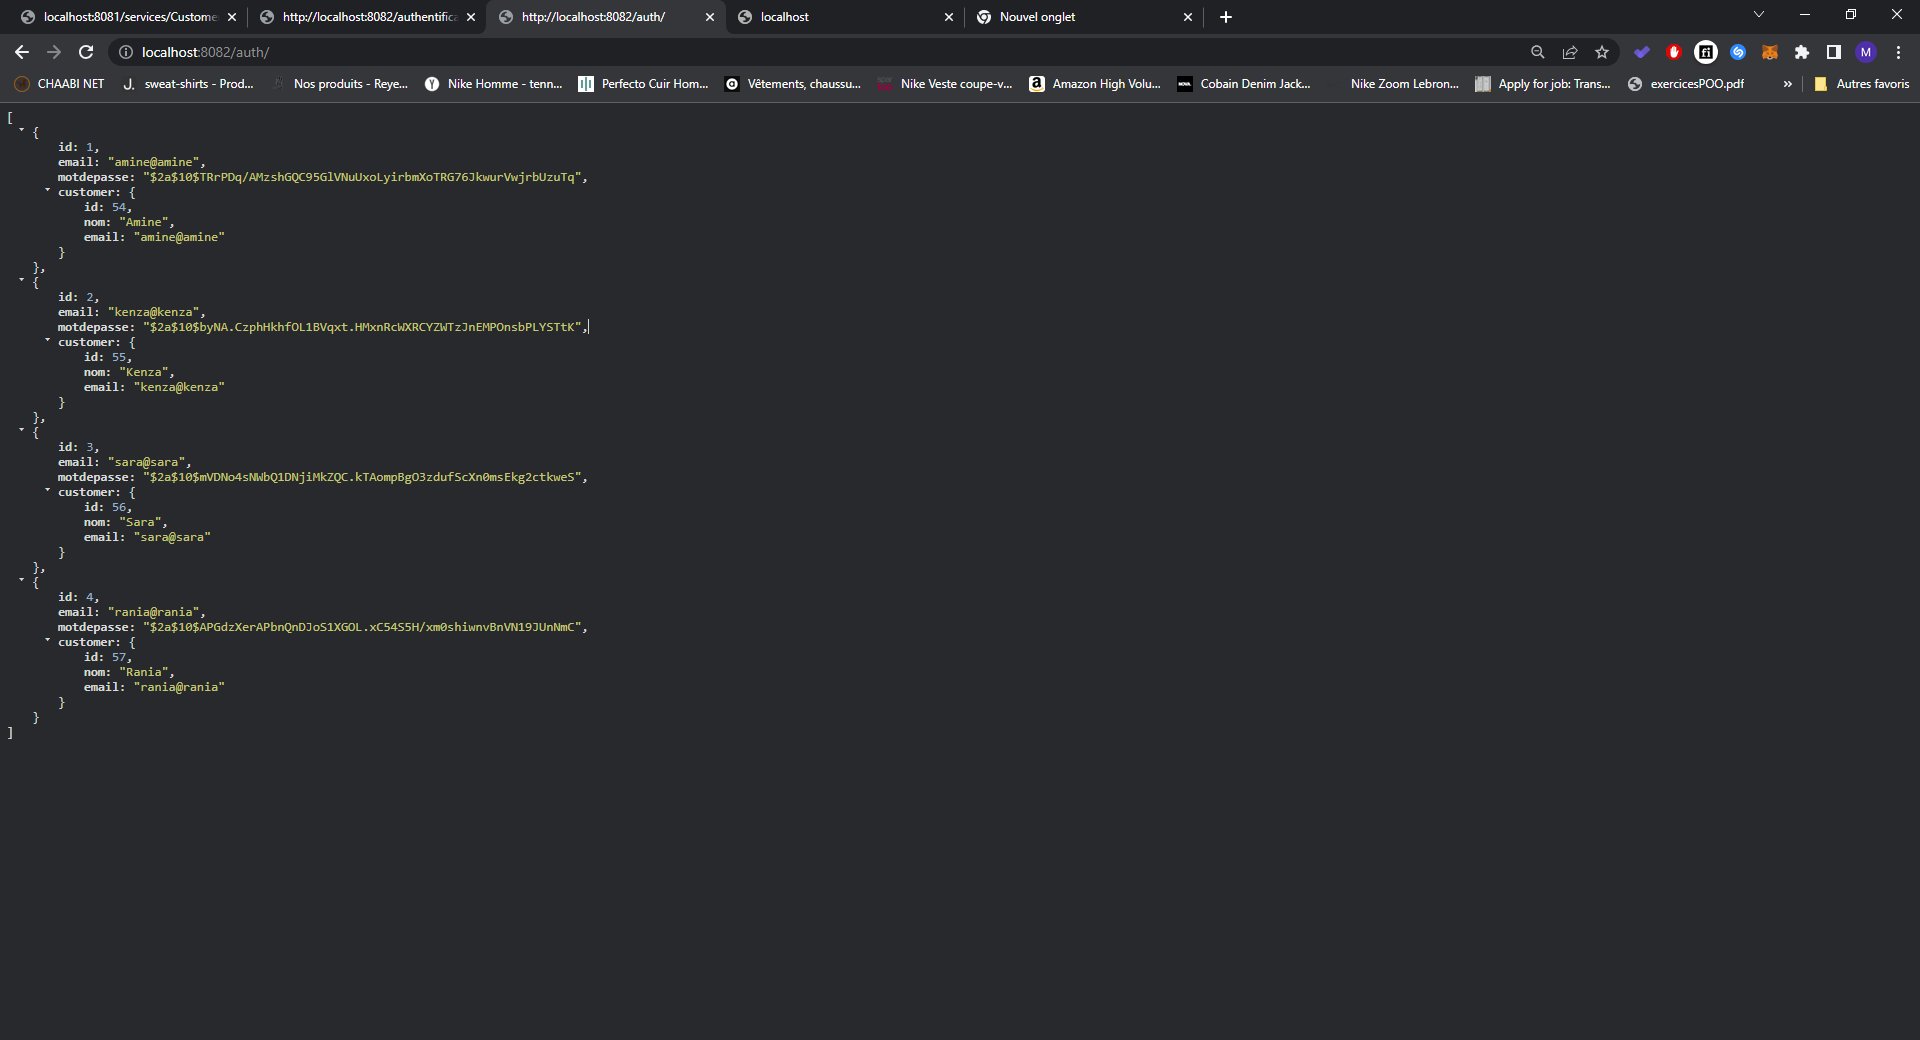 localhost:8081/services/Custome
http://localhost:8082/authentifica
http://localhost:8082/auth/
localhost
Nouvel onglet
localhost:8082/auth/
CHAABI NET
sweat-shirts - Prod...
Nos produits - Reye...
Nike Homme - tenn...
Perfecto Cuir Hom...
Vêtements, chaussu...
Nike Veste coupe-v...
Amazon High Volu...
Cobain Denim Jack...
Nike Zoom Lebron...
Apply for job: Trans...
exercicesPOO.pdf
»
Autres favoris
[
{
id: 1,
email: "amine@amine",
motdepasse: "$2a$10$TRrPDq/AMzshGQC95GlVNuUxoLyirbmXoTRG76JkwurVwjrbUzuTq",
customer: {
id: 54,
nom: "Amine",
email: "amine@amine"
}
},
{
id: 2,
email: "kenza@kenza",
motdepasse: "$2a$10$byNA.CzphHkhfOL1BVqxt.HMxnRcWXRCYZWTzJnEMPOnsbPLYSTtK",
customer: {
id: 55,
nom: "Kenza",
email: "kenza@kenza"
}
},
{
id: 3,
email: "sara@sara",
motdepasse: "$2a$10$mVDNo4sNWbQ1DNjiMkZQC.kTAompBgO3zdufScXn0msEkg2ctkweS",
customer: {
id: 56,
nom: "Sara",
email: "sara@sara"
}
},
{
id: 4,
email: "rania@rania",
motdepasse: "$2a$10$APGdzXerAPbnQnDJoS1XGOL.xC54S5H/xm0shiwnvBnVN19JUnNmC",
customer: {
id: 57,
nom: "Rania",
email: "rania@rania"
}
}
]